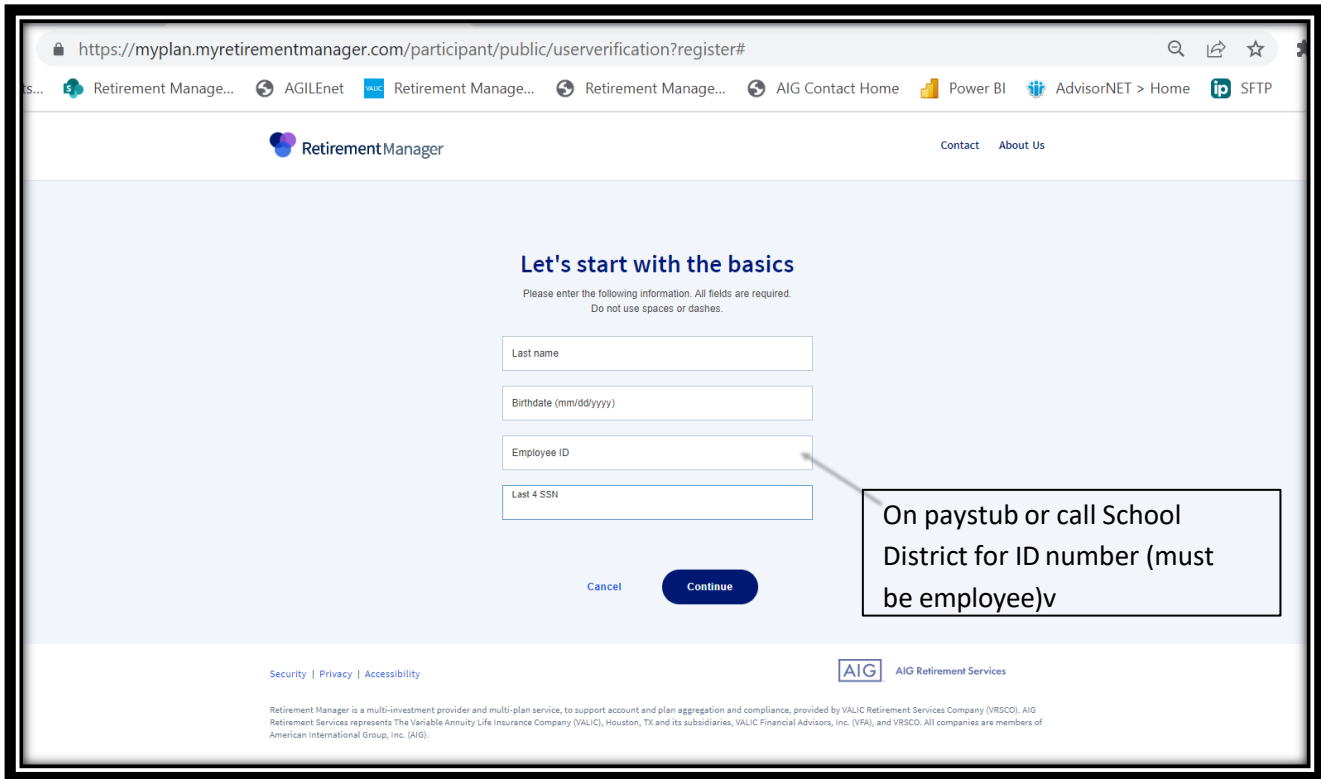 https://myplan.myretirementmanager.com/participant/public/userverification?register#
ts... Retirement Manage... AGILEnet VALIC Retirement Manage... Retirement Manage... AIG Contact Home Power BI AdvisorNET > Home ip SFTP
RetirementManager
Contact About Us
Let's start with the basics
Please enter the following information. All fields are required.
Do not use spaces or dashes.
Last name
Birthdate (mm/dd/yyyy)
Employee ID
Last 4 SSN
On paystub or call School
District for ID number (must
be employee)v
Cancel Continue
Security | Privacy | Accessibility
AIG AIG Retirement Services
Retirement Manager is a multi-investment provider and multi-plan service, to support account and plan aggregation and compliance, provided by VALIC Retirement Services Company (VRSCO). AIG
Retirement Services represents The Variable Annuity Life Insurance Company (VALIC), Houston, TX and its subsidiaries, VALIC Financial Advisors, Inc. (VFA), and VRSCO. All companies are members of
American International Group, Inc. (AIG).